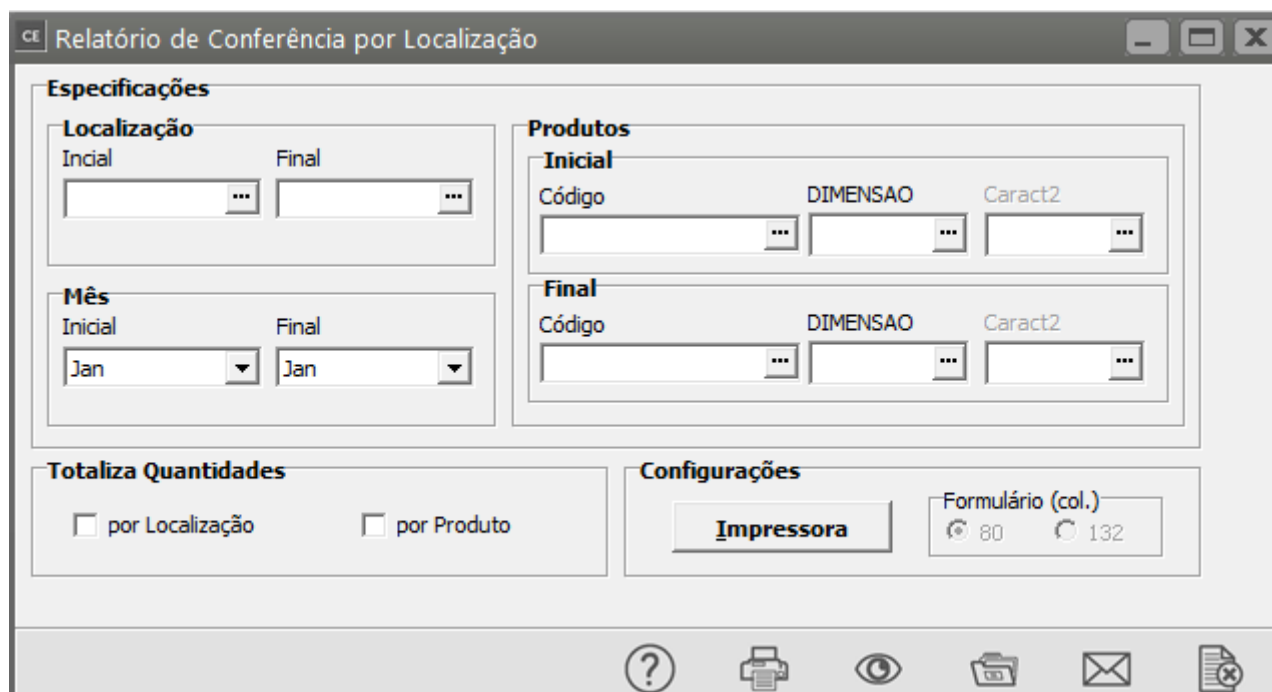 CE Relatório de Conferência por Localização
Especificações
Localização
Incial Final
... ...
Mês
Inicial Final
Jan Jan
Produtos
Inicial
Código DIMENSAO Caract2
... ... ...
Final
Código DIMENSAO Caract2
... ... ...
Totaliza Quantidades
por Localização por Produto
Configurações
Impressora
Formulário (col.)
80 132
?